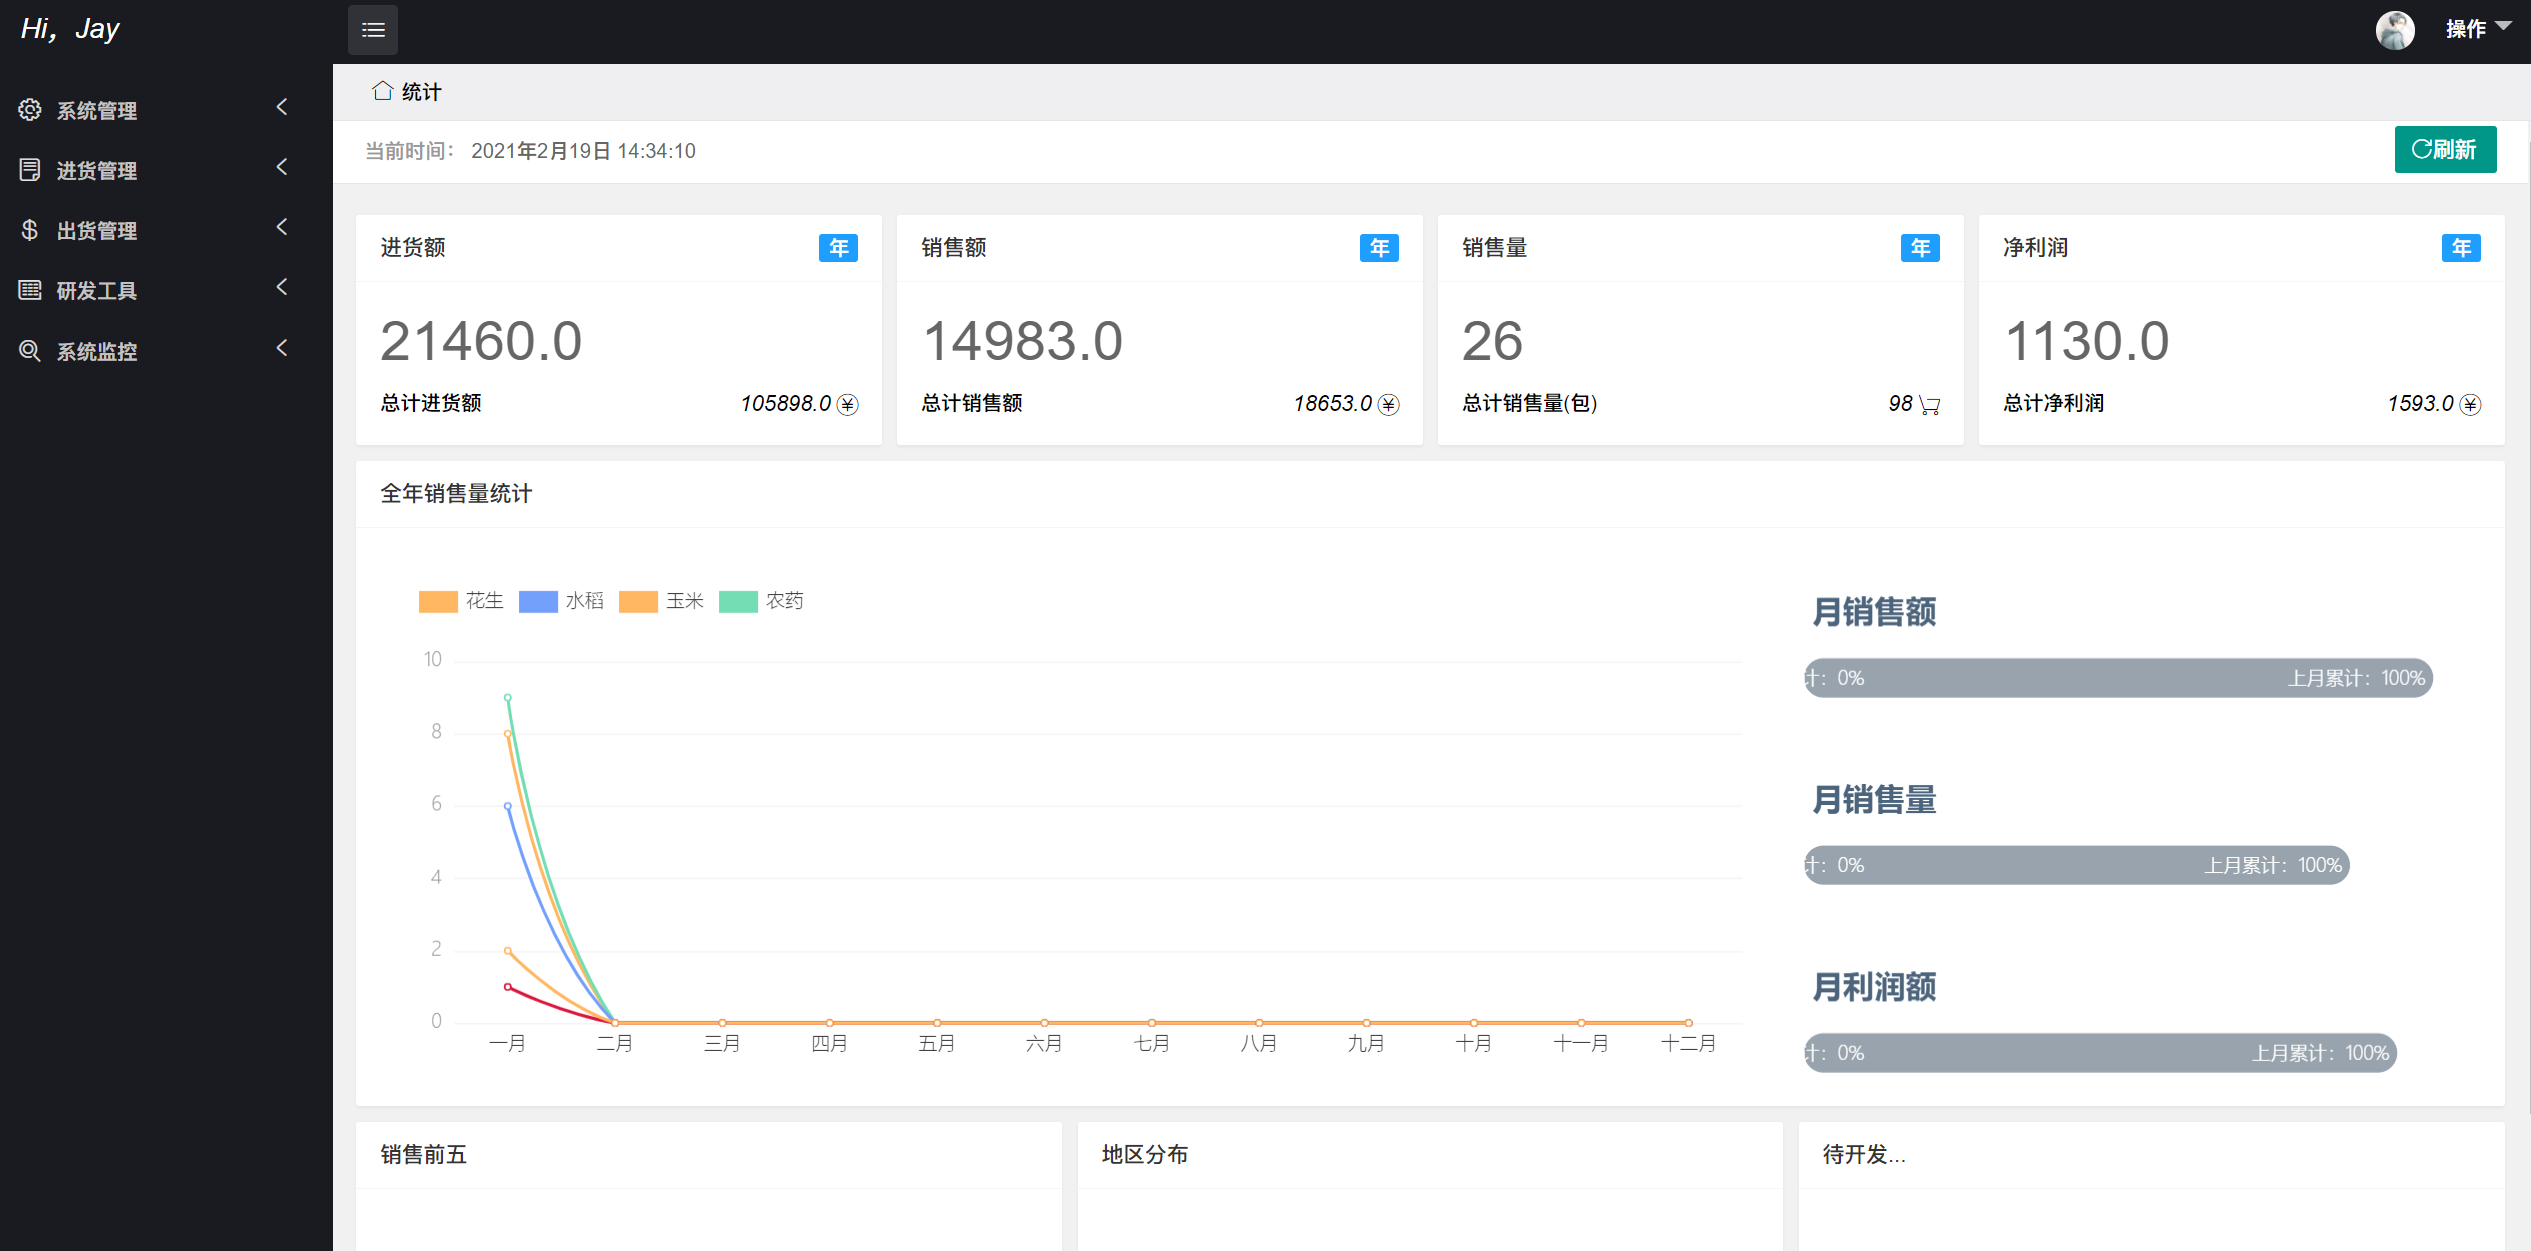 Hi，Jay
操作
系统管理
进货管理
出货管理
研发工具
系统监控
统计
当前时间： 2021年2月19日 14:34:10
刷新
进货额 年
21460.0
总计进货额 105898.0
销售额 年
14983.0
总计销售额 18653.0
销售量 年
26
总计销售量(包) 98
净利润 年
1130.0
总计净利润 1593.0
全年销售量统计
花生 水稻 玉米 农药
10
8
6
4
2
0
一月 二月 三月 四月 五月 六月 七月 八月 九月 十月 十一月 十二月
月销售额
计：0% 上月累计：100%
月销售量
计：0% 上月累计：100%
月利润额
计：0% 上月累计：100%
销售前五
地区分布
待开发...